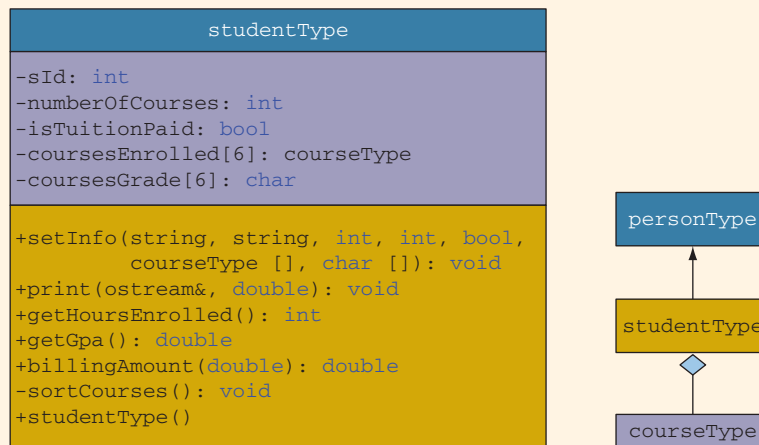 studentType
-sId: int
-numberOfCourses: int
-isTuitionPaid: bool
-coursesEnrolled[6]: courseType
-coursesGrade[6]: char
+setInfo(string, string, int, int, bool,
courseType [], char []): void
+print(ostream&, double): void
+getHoursEnrolled(): int
+getGpa(): double
+billingAmount(double): double
-sortCourses(): void
+studentType()
personType
studentType
courseType